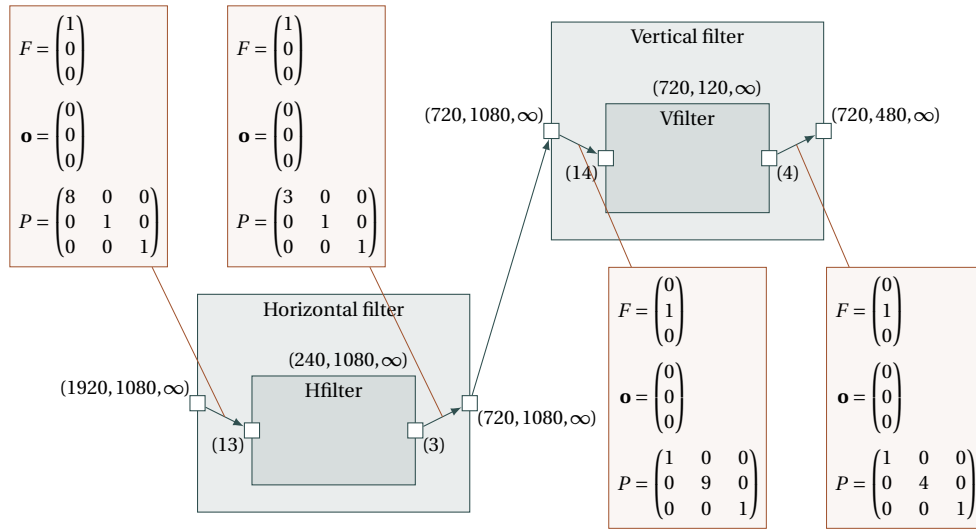 F = (1 0 0)
o = (0 0 0)
P = (8 0 0 0 1 0 0 0 1)
F = (1 0 0)
o = (0 0 0)
P = (3 0 0 0 1 0 0 0 1)
Vertical filter
(720, 120, ∞)
(720, 1080, ∞)
Vfilter
(720, 480, ∞)
(14)
(4)
Horizontal filter
(240, 1080, ∞)
(1920, 1080, ∞)
Hfilter
(720, 1080, ∞)
(13)
(3)
F = (0 1 0)
o = (0 0 0)
P = (1 0 0 0 9 0 0 0 1)
F = (0 1 0)
o = (0 0 0)
P = (1 0 0 0 4 0 0 0 1)